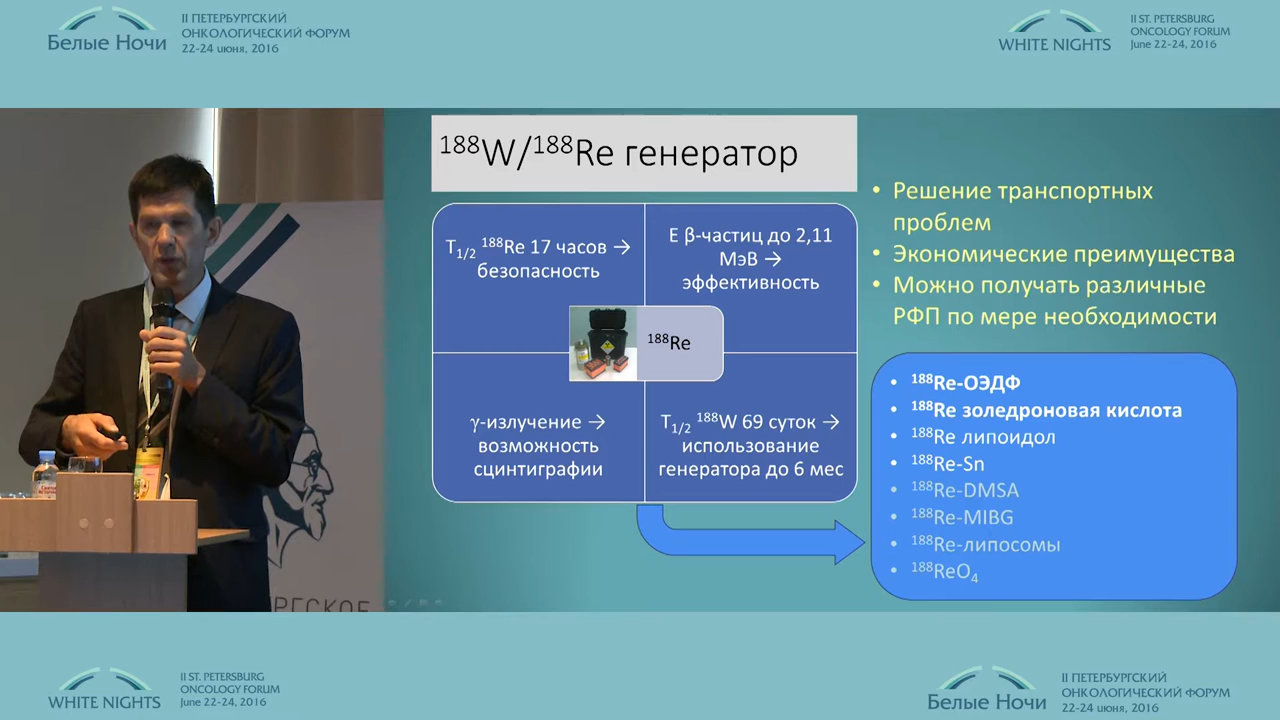 Белые Ночи
II ПЕТЕРБУРГСКИЙ
ОНКОЛОГИЧЕСКИЙ ФОРУМ
22-24 июня, 2016
WHITE NIGHTS
II ST. PETERSBURG
ONCOLOGY FORUM
June 22-24, 2016
¹⁸⁸W/¹⁸⁸Re генератор
T₁/₂ ¹⁸⁸Re 17 часов →
безопасность
E β-частиц до 2,11
МэВ →
эффективность
¹⁸⁸Re
γ-излучение →
возможность
сцинтиграфии
T₁/₂ ¹⁸⁸W 69 суток →
использование
генератора до 6 мес
• Решение транспортных
проблем
• Экономические преимущества
• Можно получать различные
РФП по мере необходимости
• ¹⁸⁸Re-ОЭДФ
• ¹⁸⁸Re золедроновая кислота
• ¹⁸⁸Re липоидол
• ¹⁸⁸Re-Sn
• ¹⁸⁸Re-DMSA
• ¹⁸⁸Re-MIBG
• ¹⁸⁸Re-липосомы
• ¹⁸⁸ReO₄
WHITE NIGHTS
II ST. PETERSBURG
ONCOLOGY FORUM
June 22-24, 2016
Белые Ночи
II ПЕТЕРБУРГСКИЙ
ОНКОЛОГИЧЕСКИЙ ФОРУМ
22-24 июня, 2016